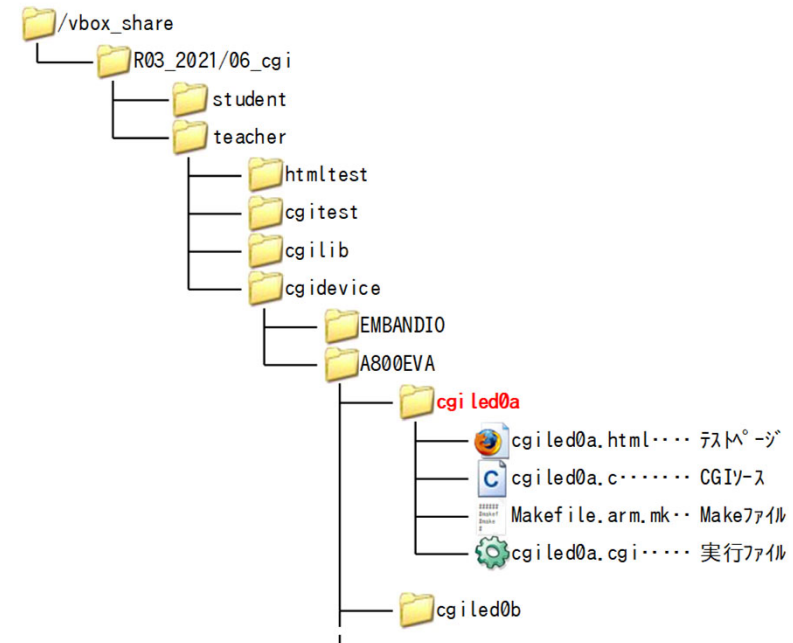 /vbox_share
R03_2021/06_cgi
student
teacher
htmltest
cgitest
cgilib
cgidevice
EMBANDIO
A800EVA
cgiled0a
cgiled0a.html···· ﾃｽﾄﾍﾟｰｼﾞ
cgiled0a.c······· CGIｿｰｽ
Makefile.arm.mk·· Makeﾌｧｲﾙ
cgiled0a.cgi····· 実行ﾌｧｲﾙ
cgiled0b